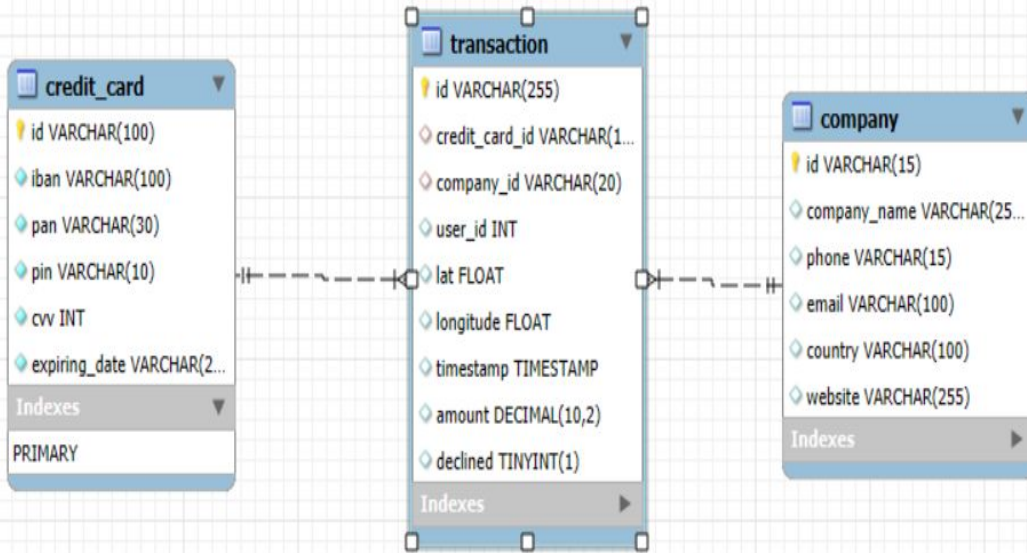 credit_card
id VARCHAR(100)
iban VARCHAR(100)
pan VARCHAR(30)
pin VARCHAR(10)
cvv INT
expiring_date VARCHAR(2...
Indexes
PRIMARY
transaction
id VARCHAR(255)
credit_card_id VARCHAR(1...
company_id VARCHAR(20)
user_id INT
lat FLOAT
longitude FLOAT
timestamp TIMESTAMP
amount DECIMAL(10,2)
declined TINYINT(1)
Indexes
company
id VARCHAR(15)
company_name VARCHAR(25...
phone VARCHAR(15)
email VARCHAR(100)
country VARCHAR(100)
website VARCHAR(255)
Indexes